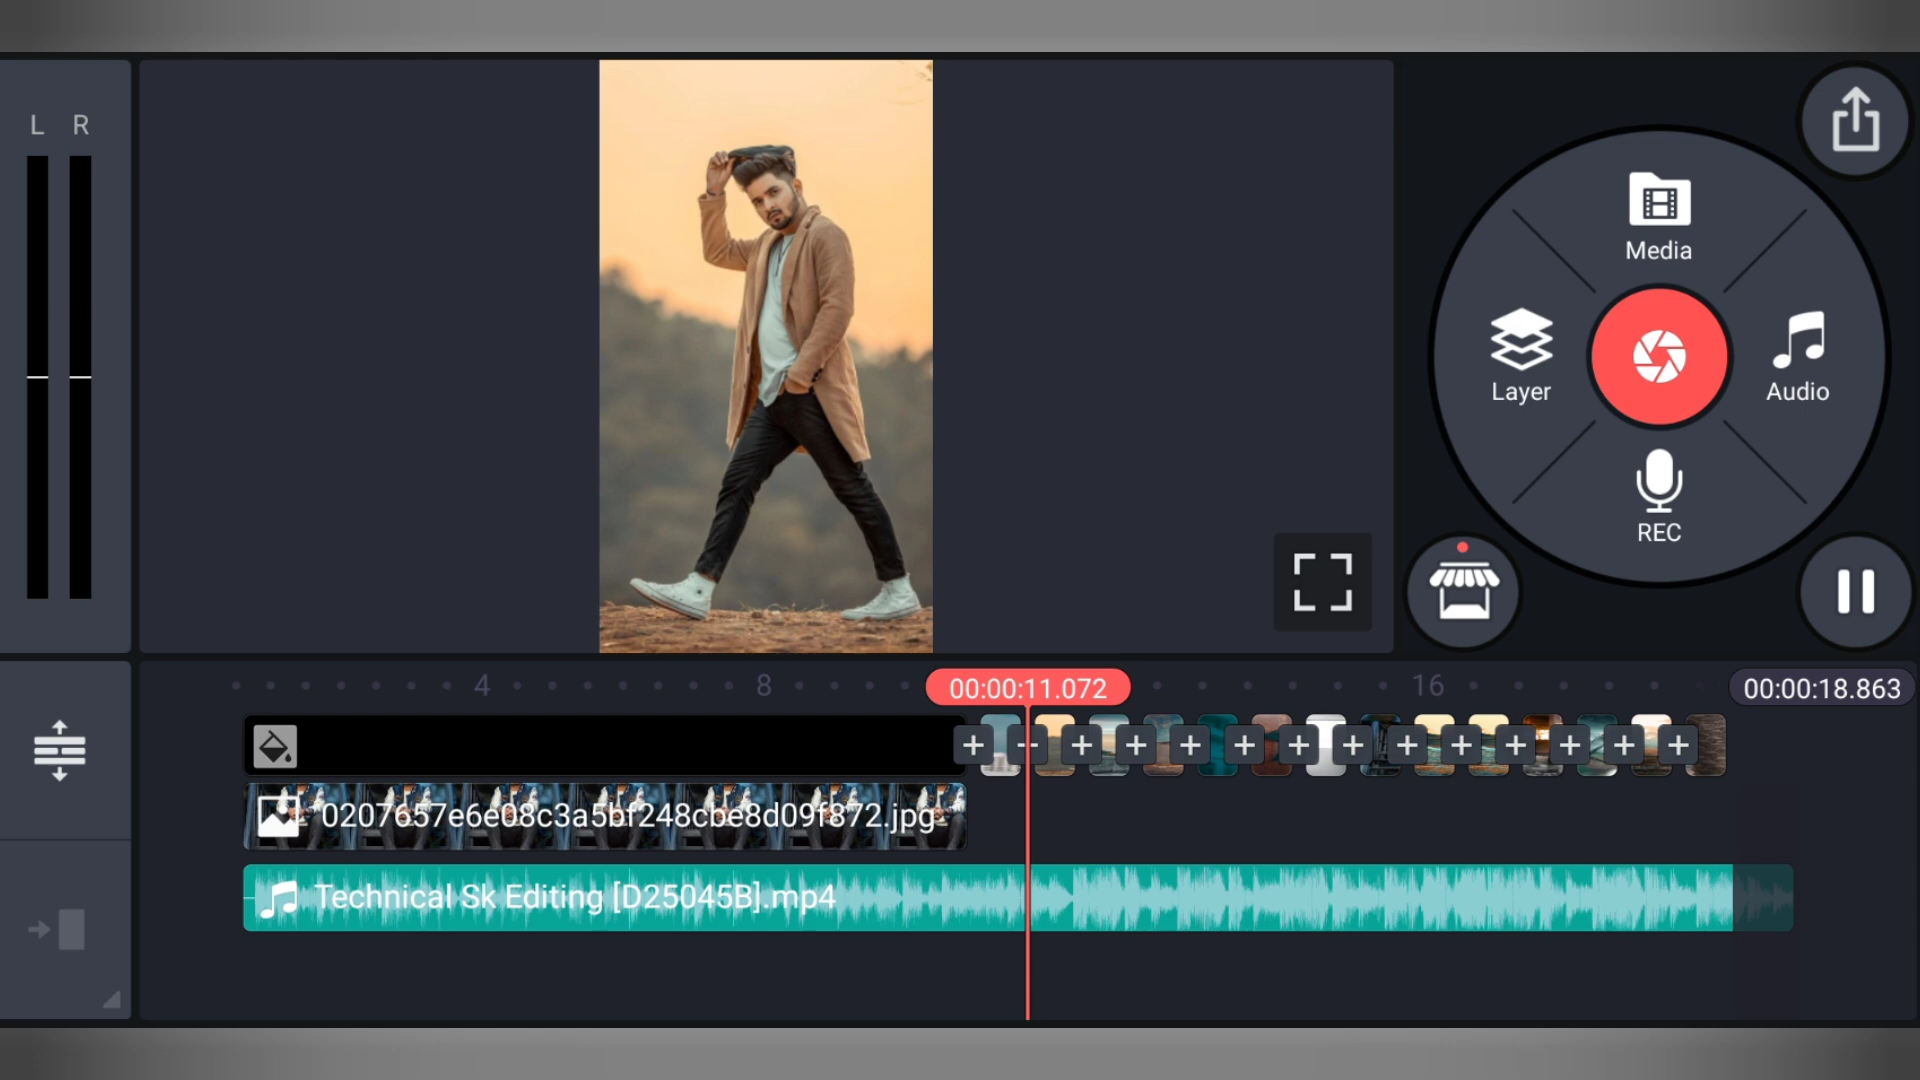 L R
Media
Layer
Audio
REC
4 8 00:00:11.072 16 00:00:18.863
0207657e6e08c3a5bf248cbe8d09f872.jpg
Technical Sk Editing [D25045B].mp4